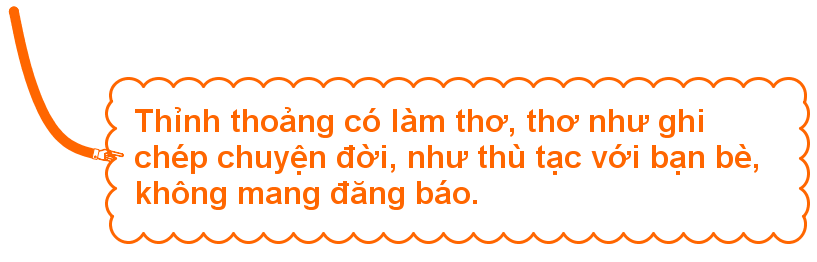 Thỉnh thoảng có làm thơ, thơ như ghi
chép chuyện đời, như thù tạc với bạn bè,
không mang đăng báo.